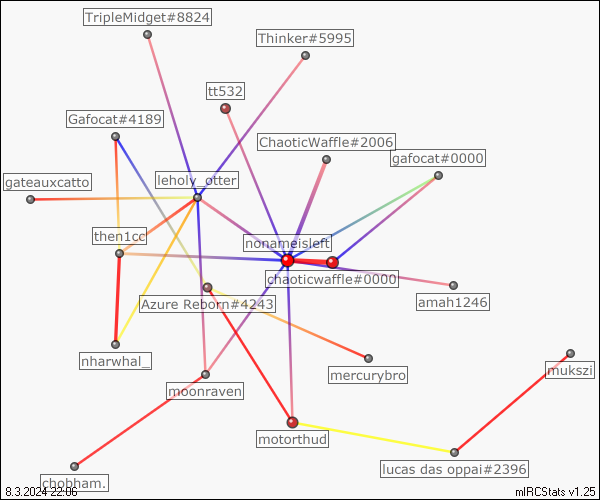 TripleMidget#8824
Thinker#5995
tt532
Gafocat#4189
ChaoticWaffle#2006
gafocat#0000
gateauxcatto
leholy_otter
then1cc
nonameisleft
chaoticwaffle#0000
Azure Reborn#4243
amah1246
nharwhal_
mercurybro
mukszi
moonraven
motorthud
lucas das oppai#2396
chobham.
8.3.2024 22:06
mIRCStats v1.25